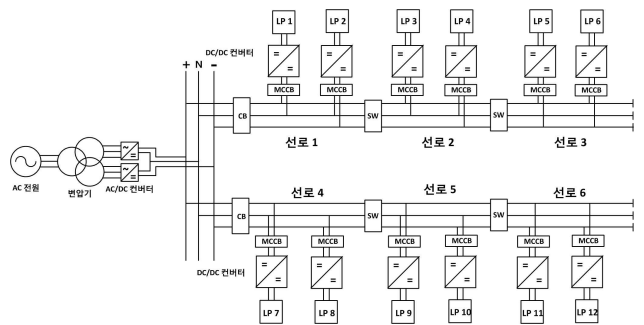 LP 1 LP 2 LP 3 LP 4 LP 5 LP 6
DC/DC 컨버터
= = = = = =
= = = = = =
+ N -
MCCB MCCB MCCB MCCB MCCB MCCB
CB SW SW
선로 1 선로 2 선로 3
~ =
~ =
AC 전원 변압기 AC/DC 컨버터
선로 4 선로 5 선로 6
CB SW SW
MCCB MCCB MCCB MCCB MCCB MCCB
DC/DC 컨버터
= = = = = =
= = = = = =
LP 7 LP 8 LP 9 LP 10 LP 11 LP 12